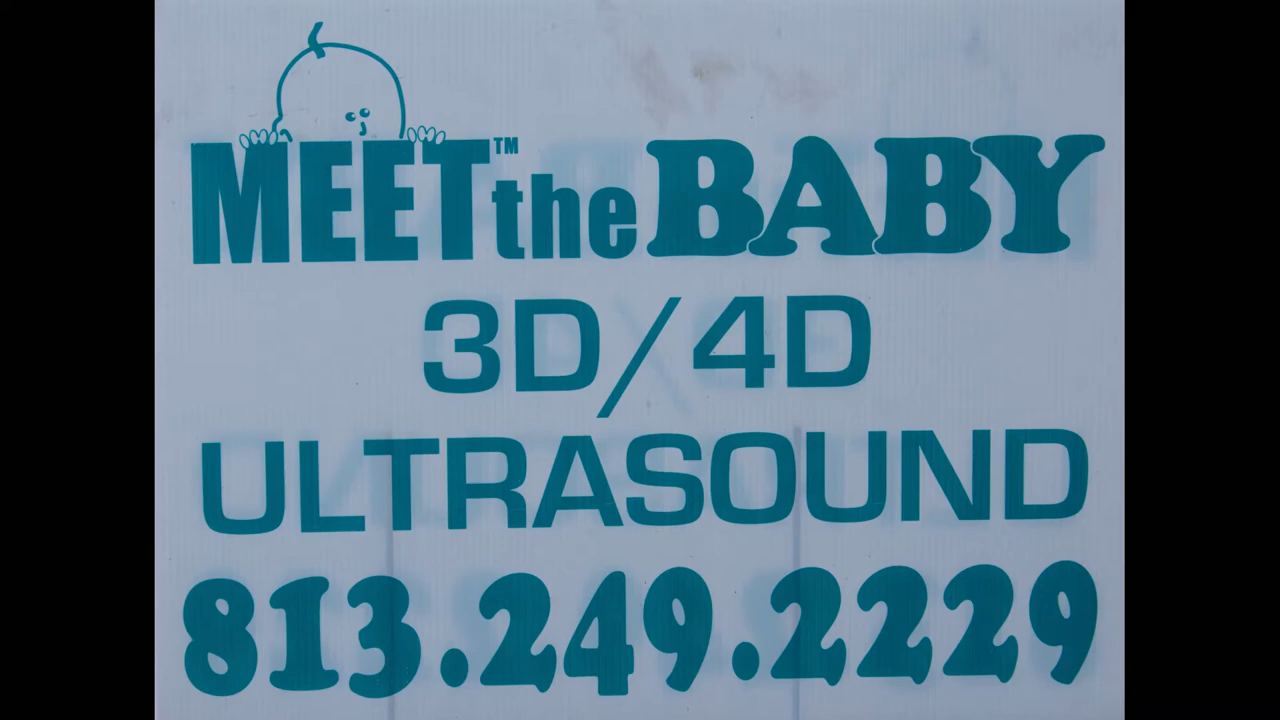 MEET™ the BABY
3D/4D
ULTRASOUND
813.249.2229